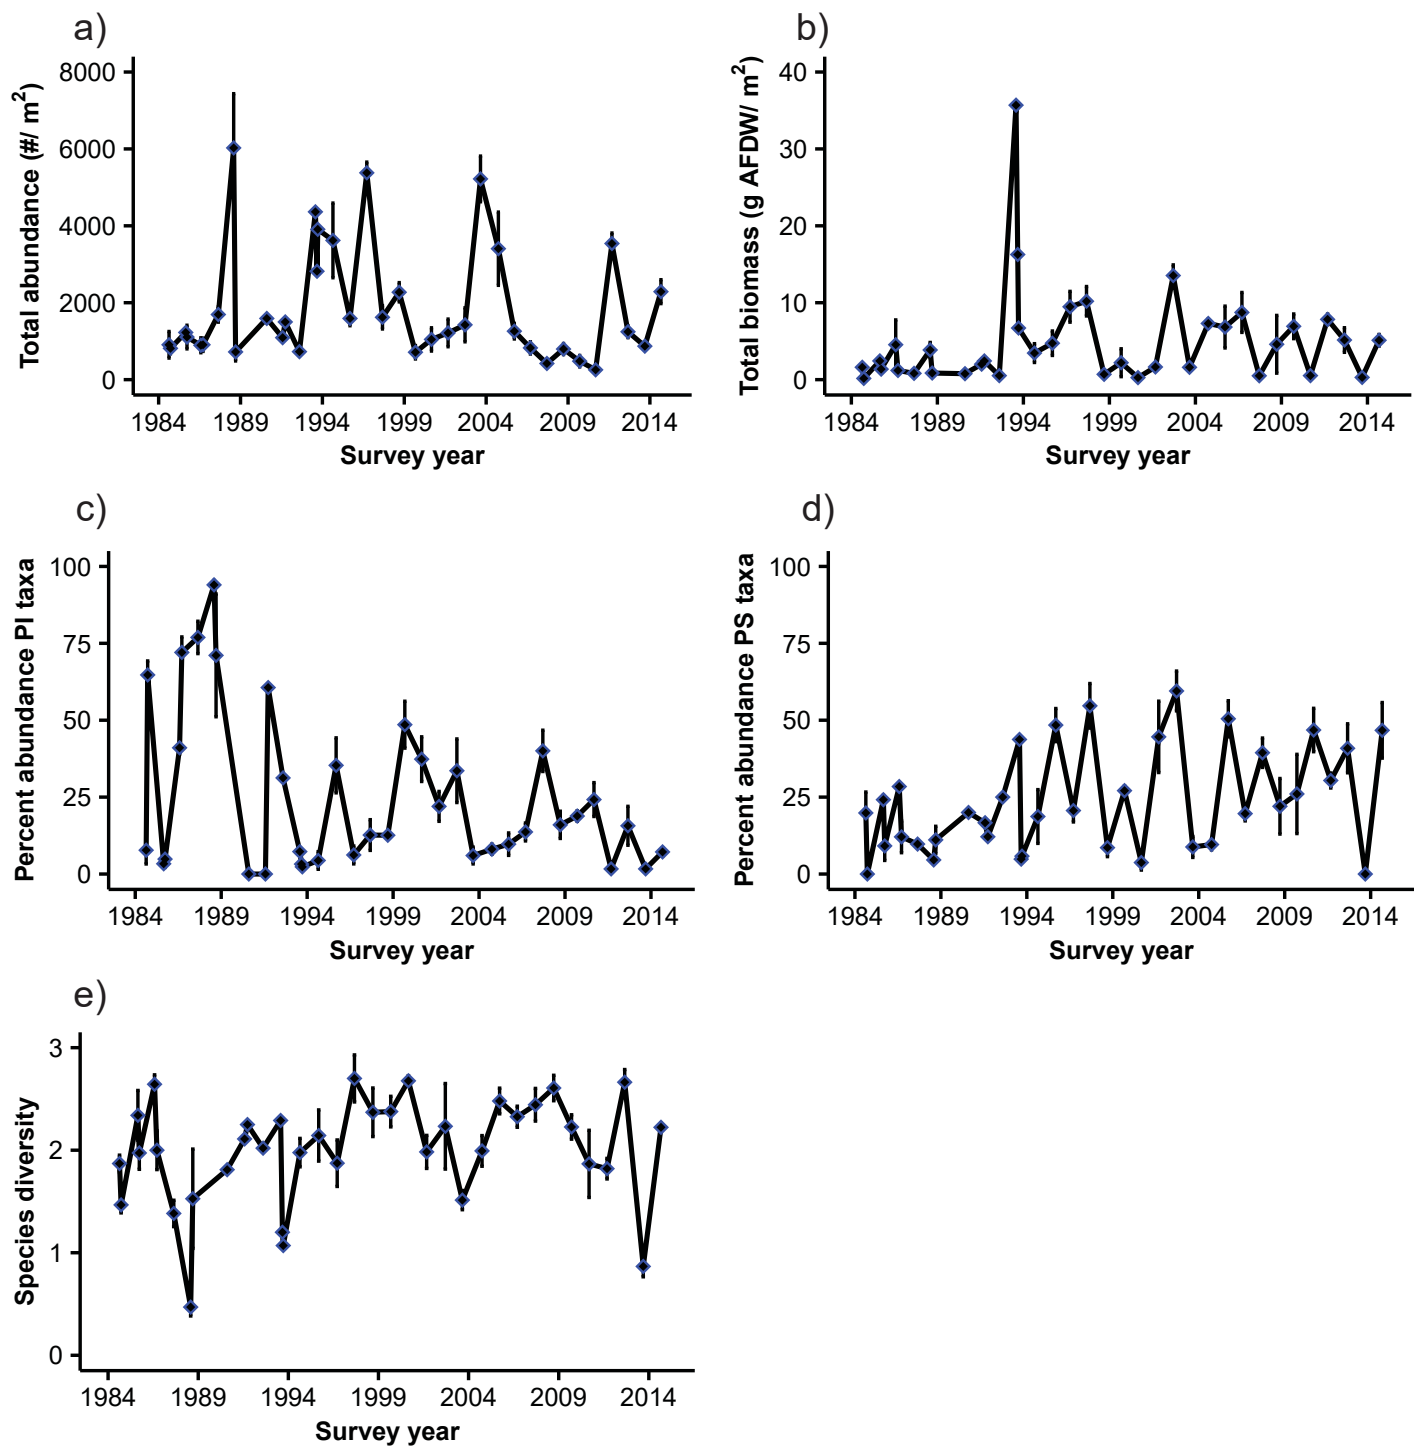 a)
Total abundance (#/ m²)
8000
6000
4000
2000
0
1984 1989 1994 1999 2004 2009 2014
Survey year
b)
Total biomass (g AFDW/ m²)
40
30
20
10
0
1984 1989 1994 1999 2004 2009 2014
Survey year
c)
Percent abundance PI taxa
100
75
50
25
0
1984 1989 1994 1999 2004 2009 2014
Survey year
d)
Percent abundance PS taxa
100
75
50
25
0
1984 1989 1994 1999 2004 2009 2014
Survey year
e)
Species diversity
3
2
1
0
1984 1989 1994 1999 2004 2009 2014
Survey year